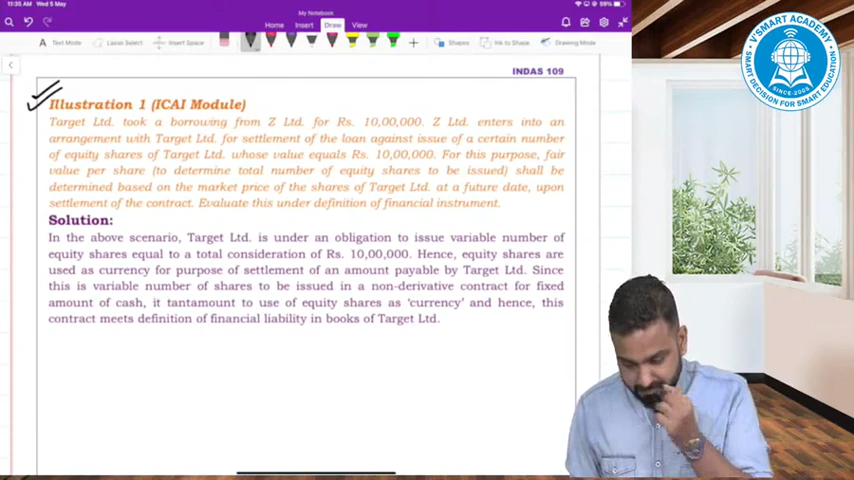 11:35 AM Wed 5 May
59%
My Notebook
Home Insert Draw View
Text Mode Lasso Select Insert Space Shapes Ink to Shape Drawing Mode
INDAS 109
Illustration 1 (ICAI Module)
Target Ltd. took a borrowing from Z Ltd. for Rs. 10,00,000. Z Ltd. enters into an
arrangement with Target Ltd. for settlement of the loan against issue of a certain number
of equity shares of Target Ltd. whose value equals Rs. 10,00,000. For this purpose, fair
value per share (to determine total number of equity shares to be issued) shall be
determined based on the market price of the shares of Target Ltd. at a future date, upon
settlement of the contract. Evaluate this under definition of financial instrument.
Solution:
In the above scenario, Target Ltd. is under an obligation to issue variable number of
equity shares equal to a total consideration of Rs. 10,00,000. Hence, equity shares are
used as currency for purpose of settlement of an amount payable by Target Ltd. Since
this is variable number of shares to be issued in a non-derivative contract for fixed
amount of cash, it tantamount to use of equity shares as 'currency' and hence, this
contract meets definition of financial liability in books of Target Ltd.
V'SMART ACADEMY
SINCE-2005
SMART DECISION FOR SMART EDUCATION